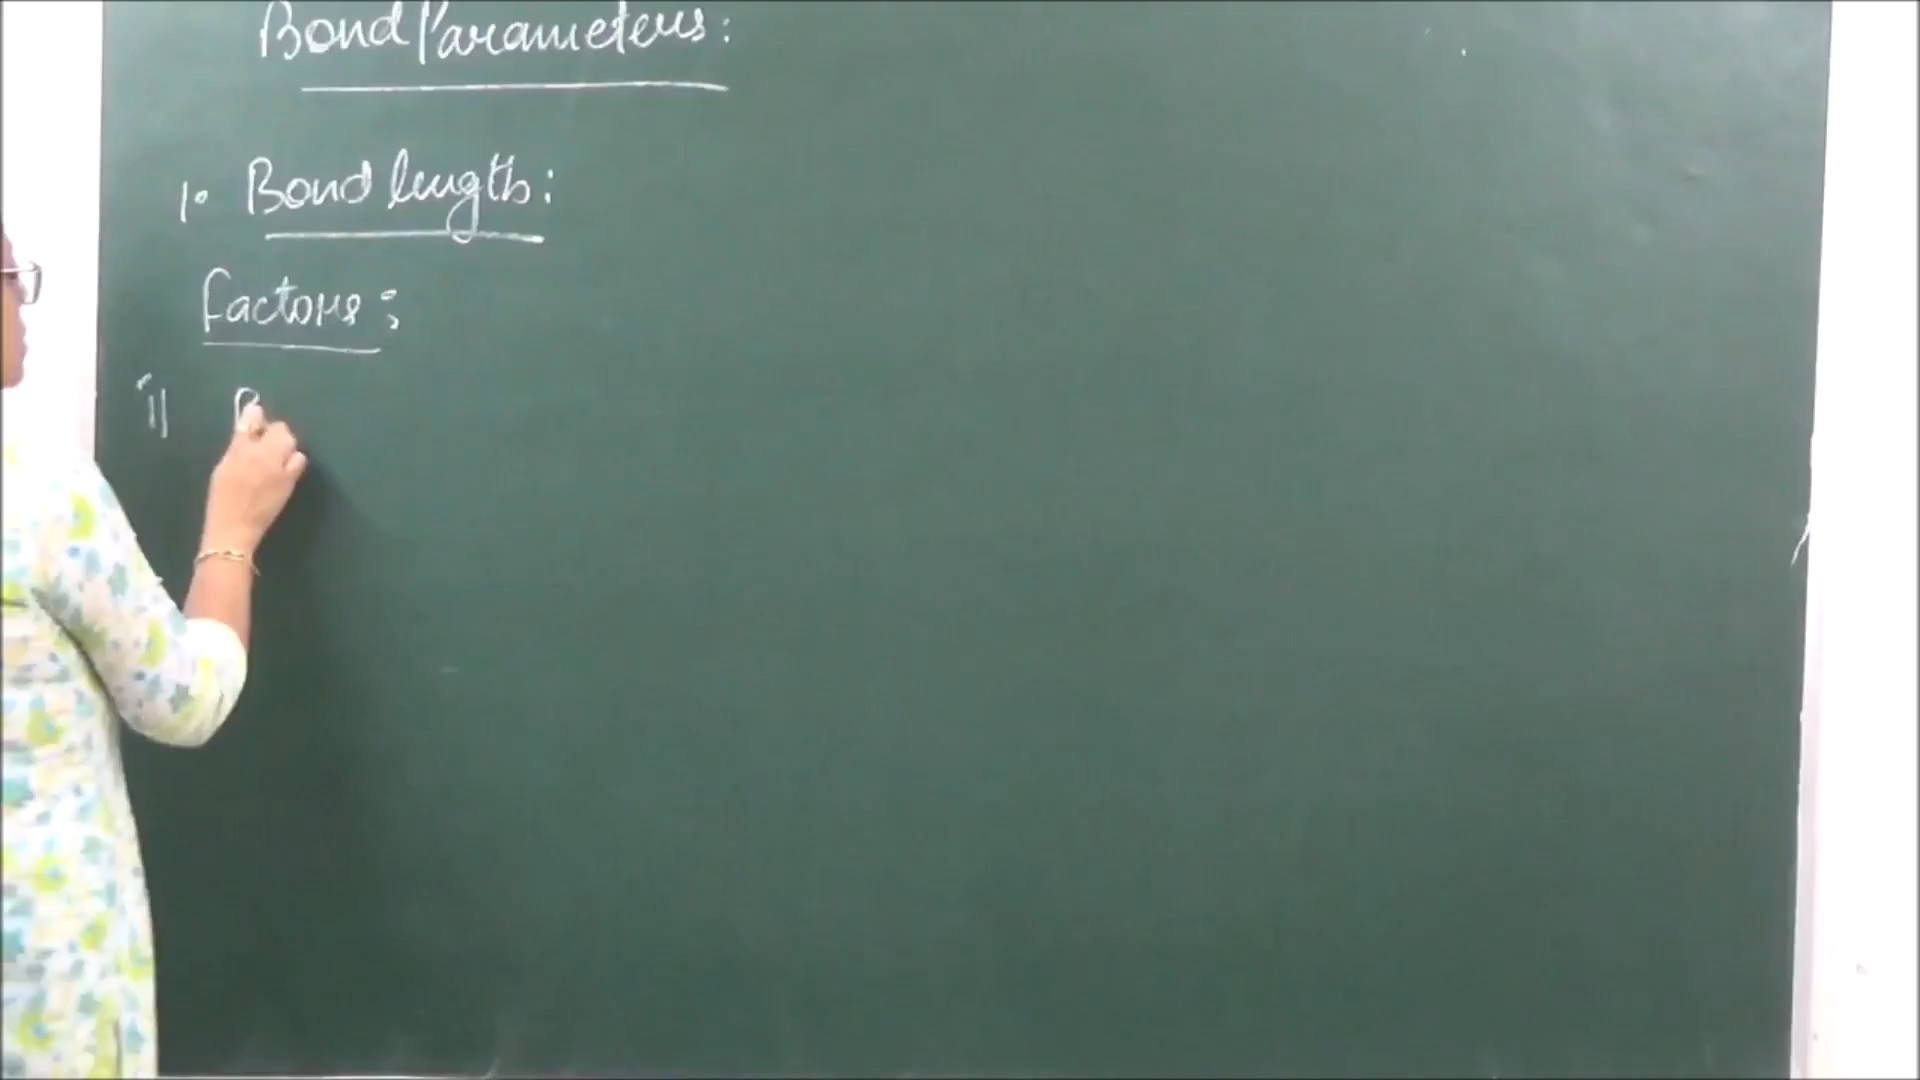 Bond Parameters:
1. Bond length:
Factors:
i)